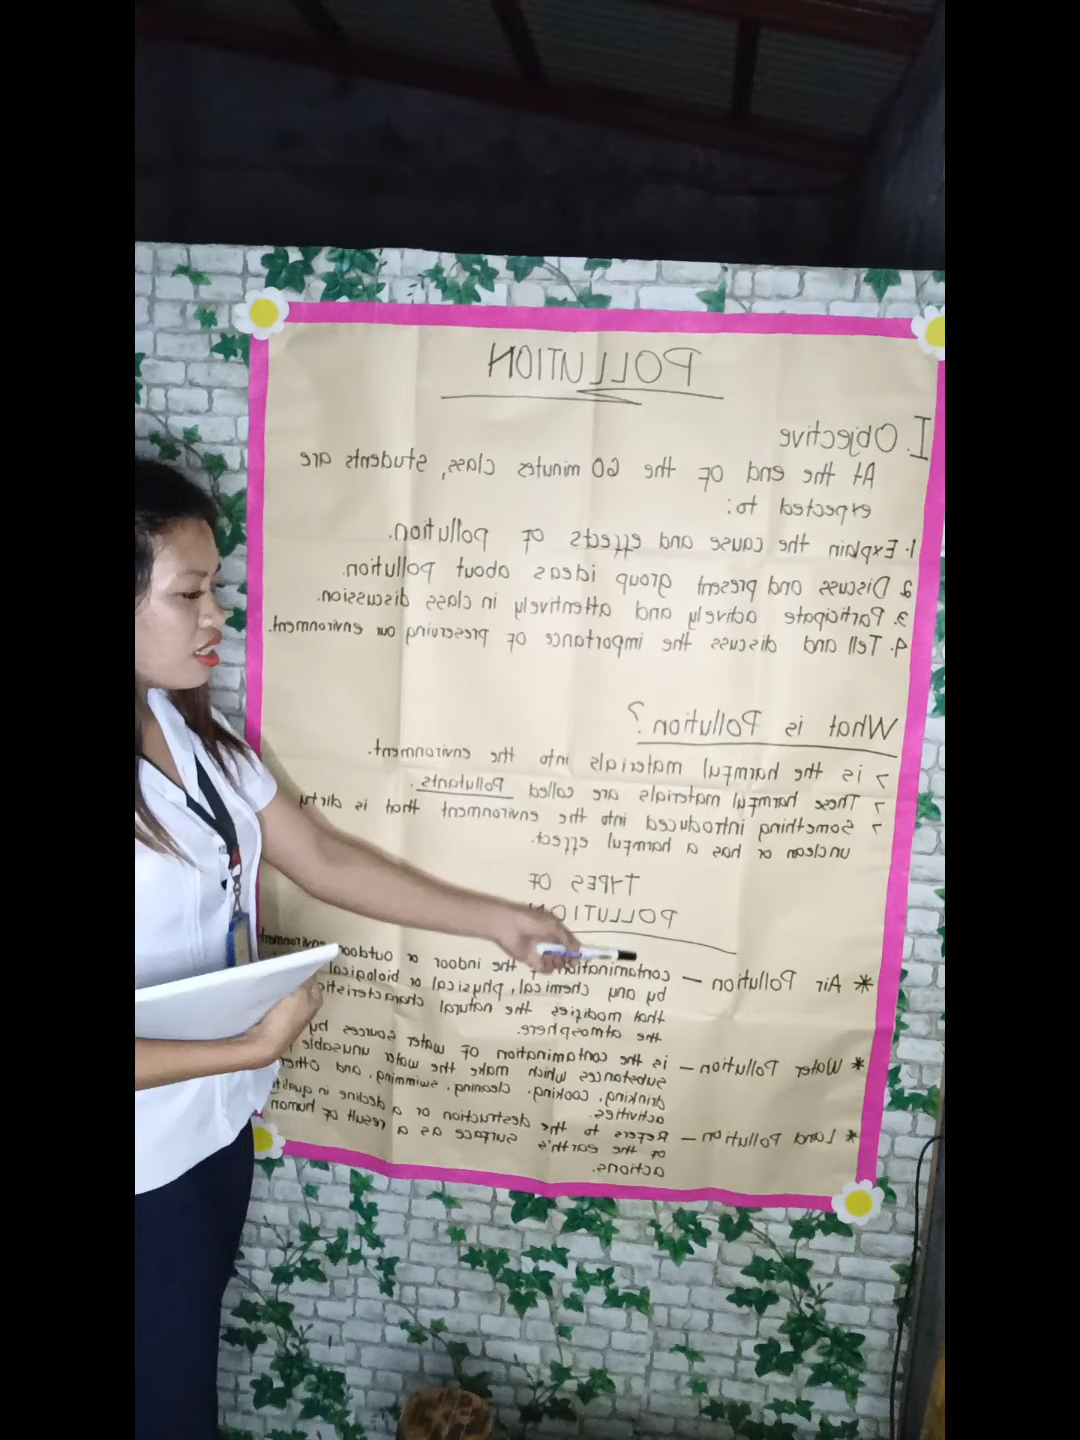 POLLUTION
I. Objective
At the end of the 60 minutes class, students are
expected to:
1. Explain the cause and effects of pollution.
2. Discuss and present group ideas about pollution.
3. Participate actively and attentively in class discussion.
4. Tell and discuss the importance of preserving our environment.
What is Pollution?
> is the harmful materials into the environment.
> These harmful materials are called Pollutants.
> Something introduced into the environment that is dirty
unclean or has a harmful effect.
TYPES OF
POLLUTION
* Air Pollution — contamination of the indoor or outdoor environment
by any chemical, physical or biological
that modifies the natural characteristic
the atmosphere.
* Water Pollution — is the contamination of water sources by
substances which make the water unusable
drinking, cooking, cleaning, swimming, and other
activities.
* Land Pollution — Refers to the destruction or a decline in quality
of the earth's surface as a result of human
actions.